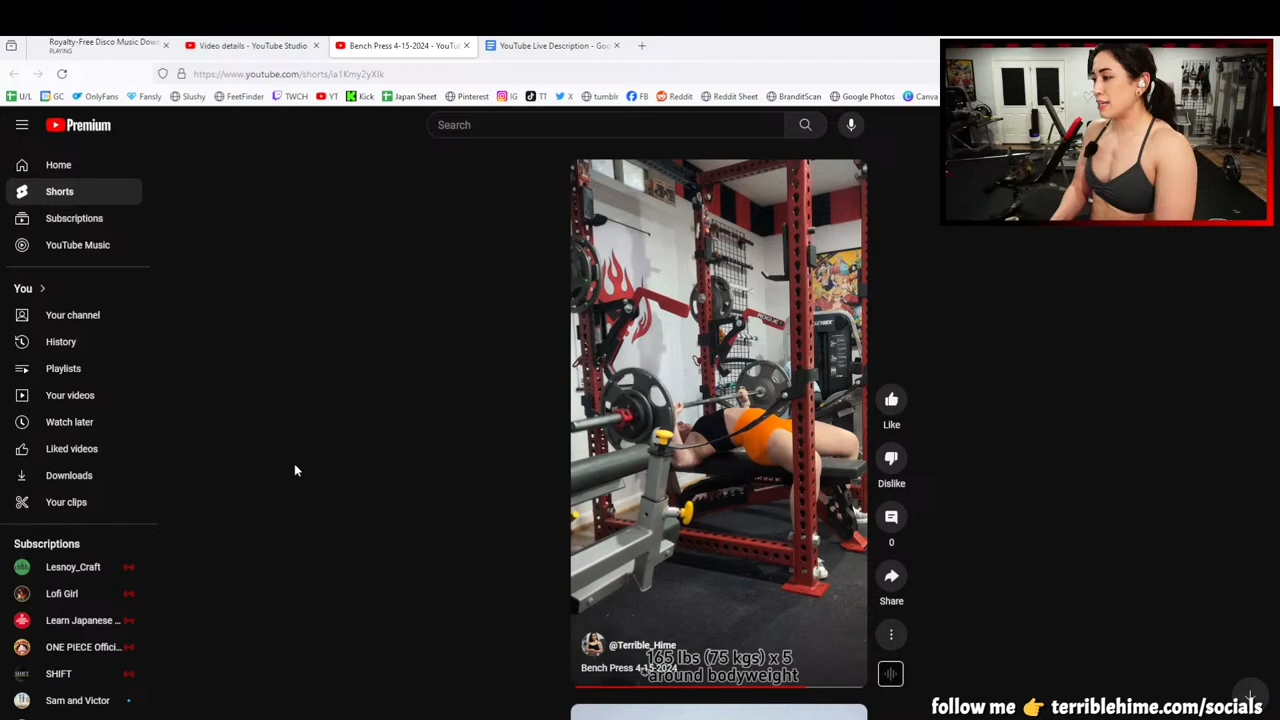 Royalty-Free Disco Music Down
PLAYING
Video details - YouTube Studio
Bench Press 4-15-2024 - YouTu
YouTube Live Description - Goo
https://www.youtube.com/shorts/ia1Kmy2yXIk
U/L
GC
OnlyFans
Fansly
Slushy
FeetFinder
TWCH
YT
Kick
Japan Sheet
Pinterest
IG
TT
X
tumblr
FB
Reddit
Reddit Sheet
BranditScan
Google Photos
Canva
Premium
Search
Home
Shorts
Subscriptions
YouTube Music
You
Your channel
History
Playlists
Your videos
Watch later
Liked videos
Downloads
Your clips
Subscriptions
Lesnoy_Craft
Lofi Girl
Learn Japanese ...
ONE PIECE Offici...
SHIFT
Sam and Victor
ROGUE
CYBEX
Like
Dislike
0
Share
@Terrible_Hime
Bench Press 4-15-2024
165 lbs (75 kgs) x 5
around bodyweight
follow me 👉 terriblehime.com/socials